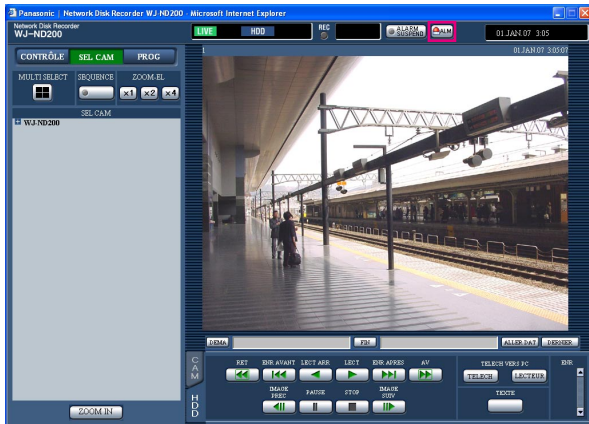 Panasonic | Network Disk Recorder WJ-ND200 - Microsoft Internet Explorer
Network Disk Recorder
WJ-ND200
LIVE HDD REC ALARM SUSPEND ALM 01.JAN.07 3:05
CONTRÔLE SEL CAM PROG
1 01.JAN.07 3:05:07
MULTI SELECT SEQUENCE ZOOM-EL
x1 x2 x4
SEL CAM
WJ-ND200
DEMA FIN ALLER DAT DERNIER
CAM
RET ENR AVANT LECT ARR LECT ENR APRES AV TELECH VERS PC ENR
TELECH LECTEUR
HDD
IMAGE PREC PAUSE STOP IMAGE SUIV TEXTE
ZOOM IN